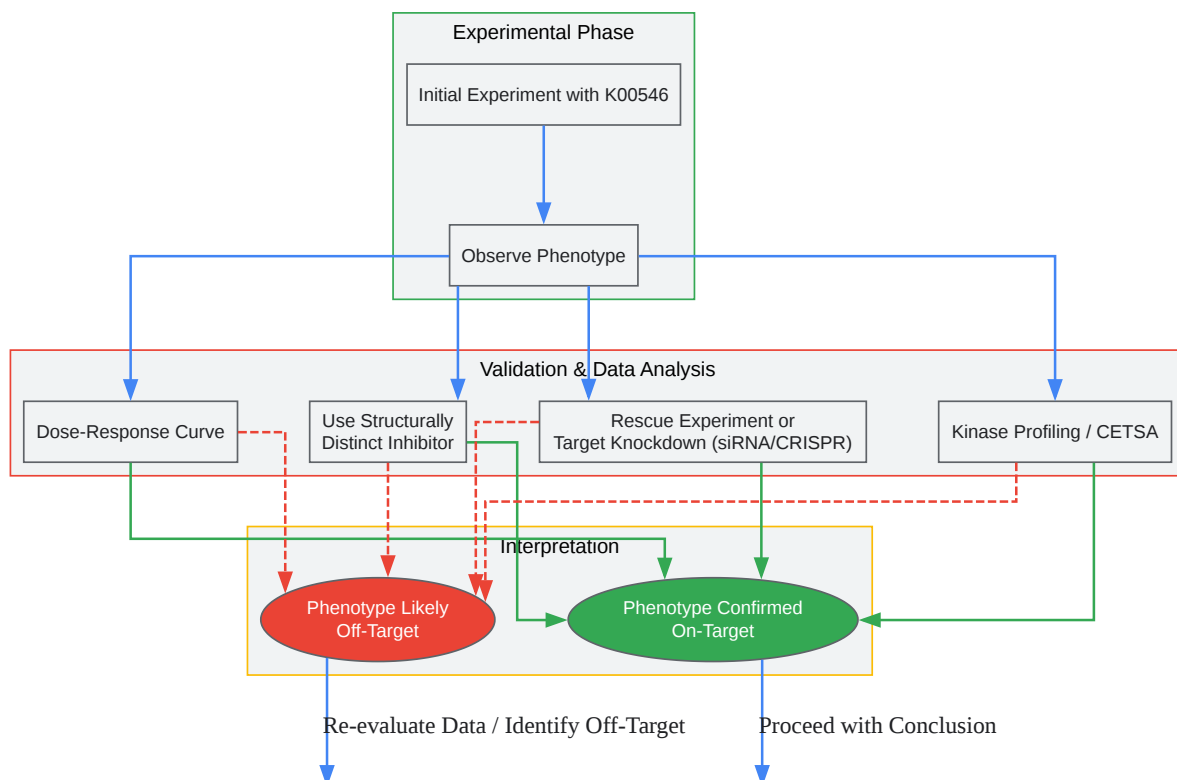 Experimental Phase
Initial Experiment with K00546
Observe Phenotype
Validation & Data Analysis
Dose-Response Curve
Use Structurally
Distinct Inhibitor
Rescue Experiment or
Target Knockdown (siRNA/CRISPR)
Kinase Profiling / CETSA
Interpretation
Phenotype Likely
Off-Target
Phenotype Confirmed
On-Target
Re-evaluate Data / Identify Off-Target
Proceed with Conclusion